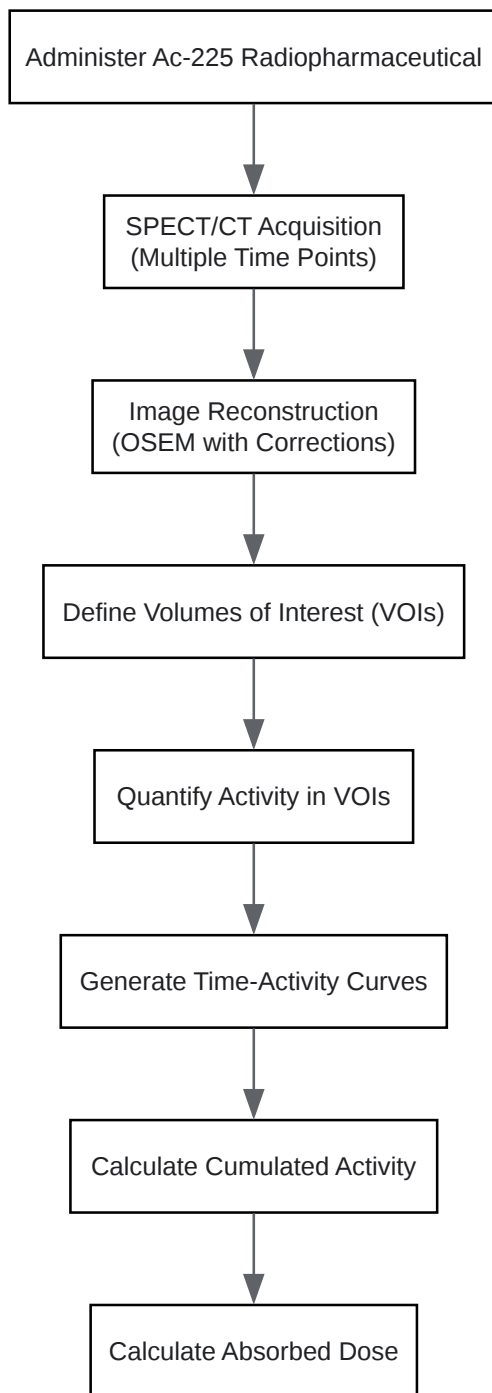 Administer Ac-225 Radiopharmaceutical
SPECT/CT Acquisition
(Multiple Time Points)
Image Reconstruction
(OSEM with Corrections)
Define Volumes of Interest (VOIs)
Quantify Activity in VOIs
Generate Time-Activity Curves
Calculate Cumulated Activity
Calculate Absorbed Dose